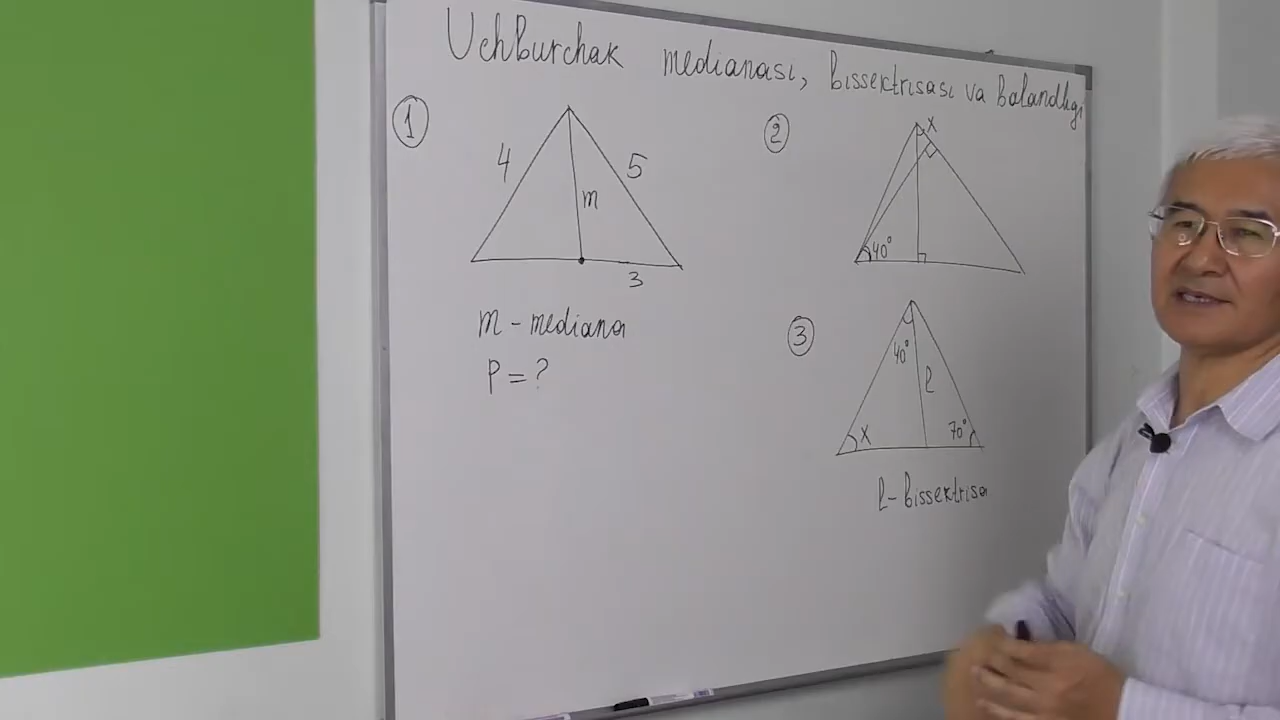 Uchburchak medianasi, bissektrisasi va balandligi
1
4
5
m
3
m - mediana
P = ?
2
x
40°
3
40°
l
x
70°
l - bissektrisa